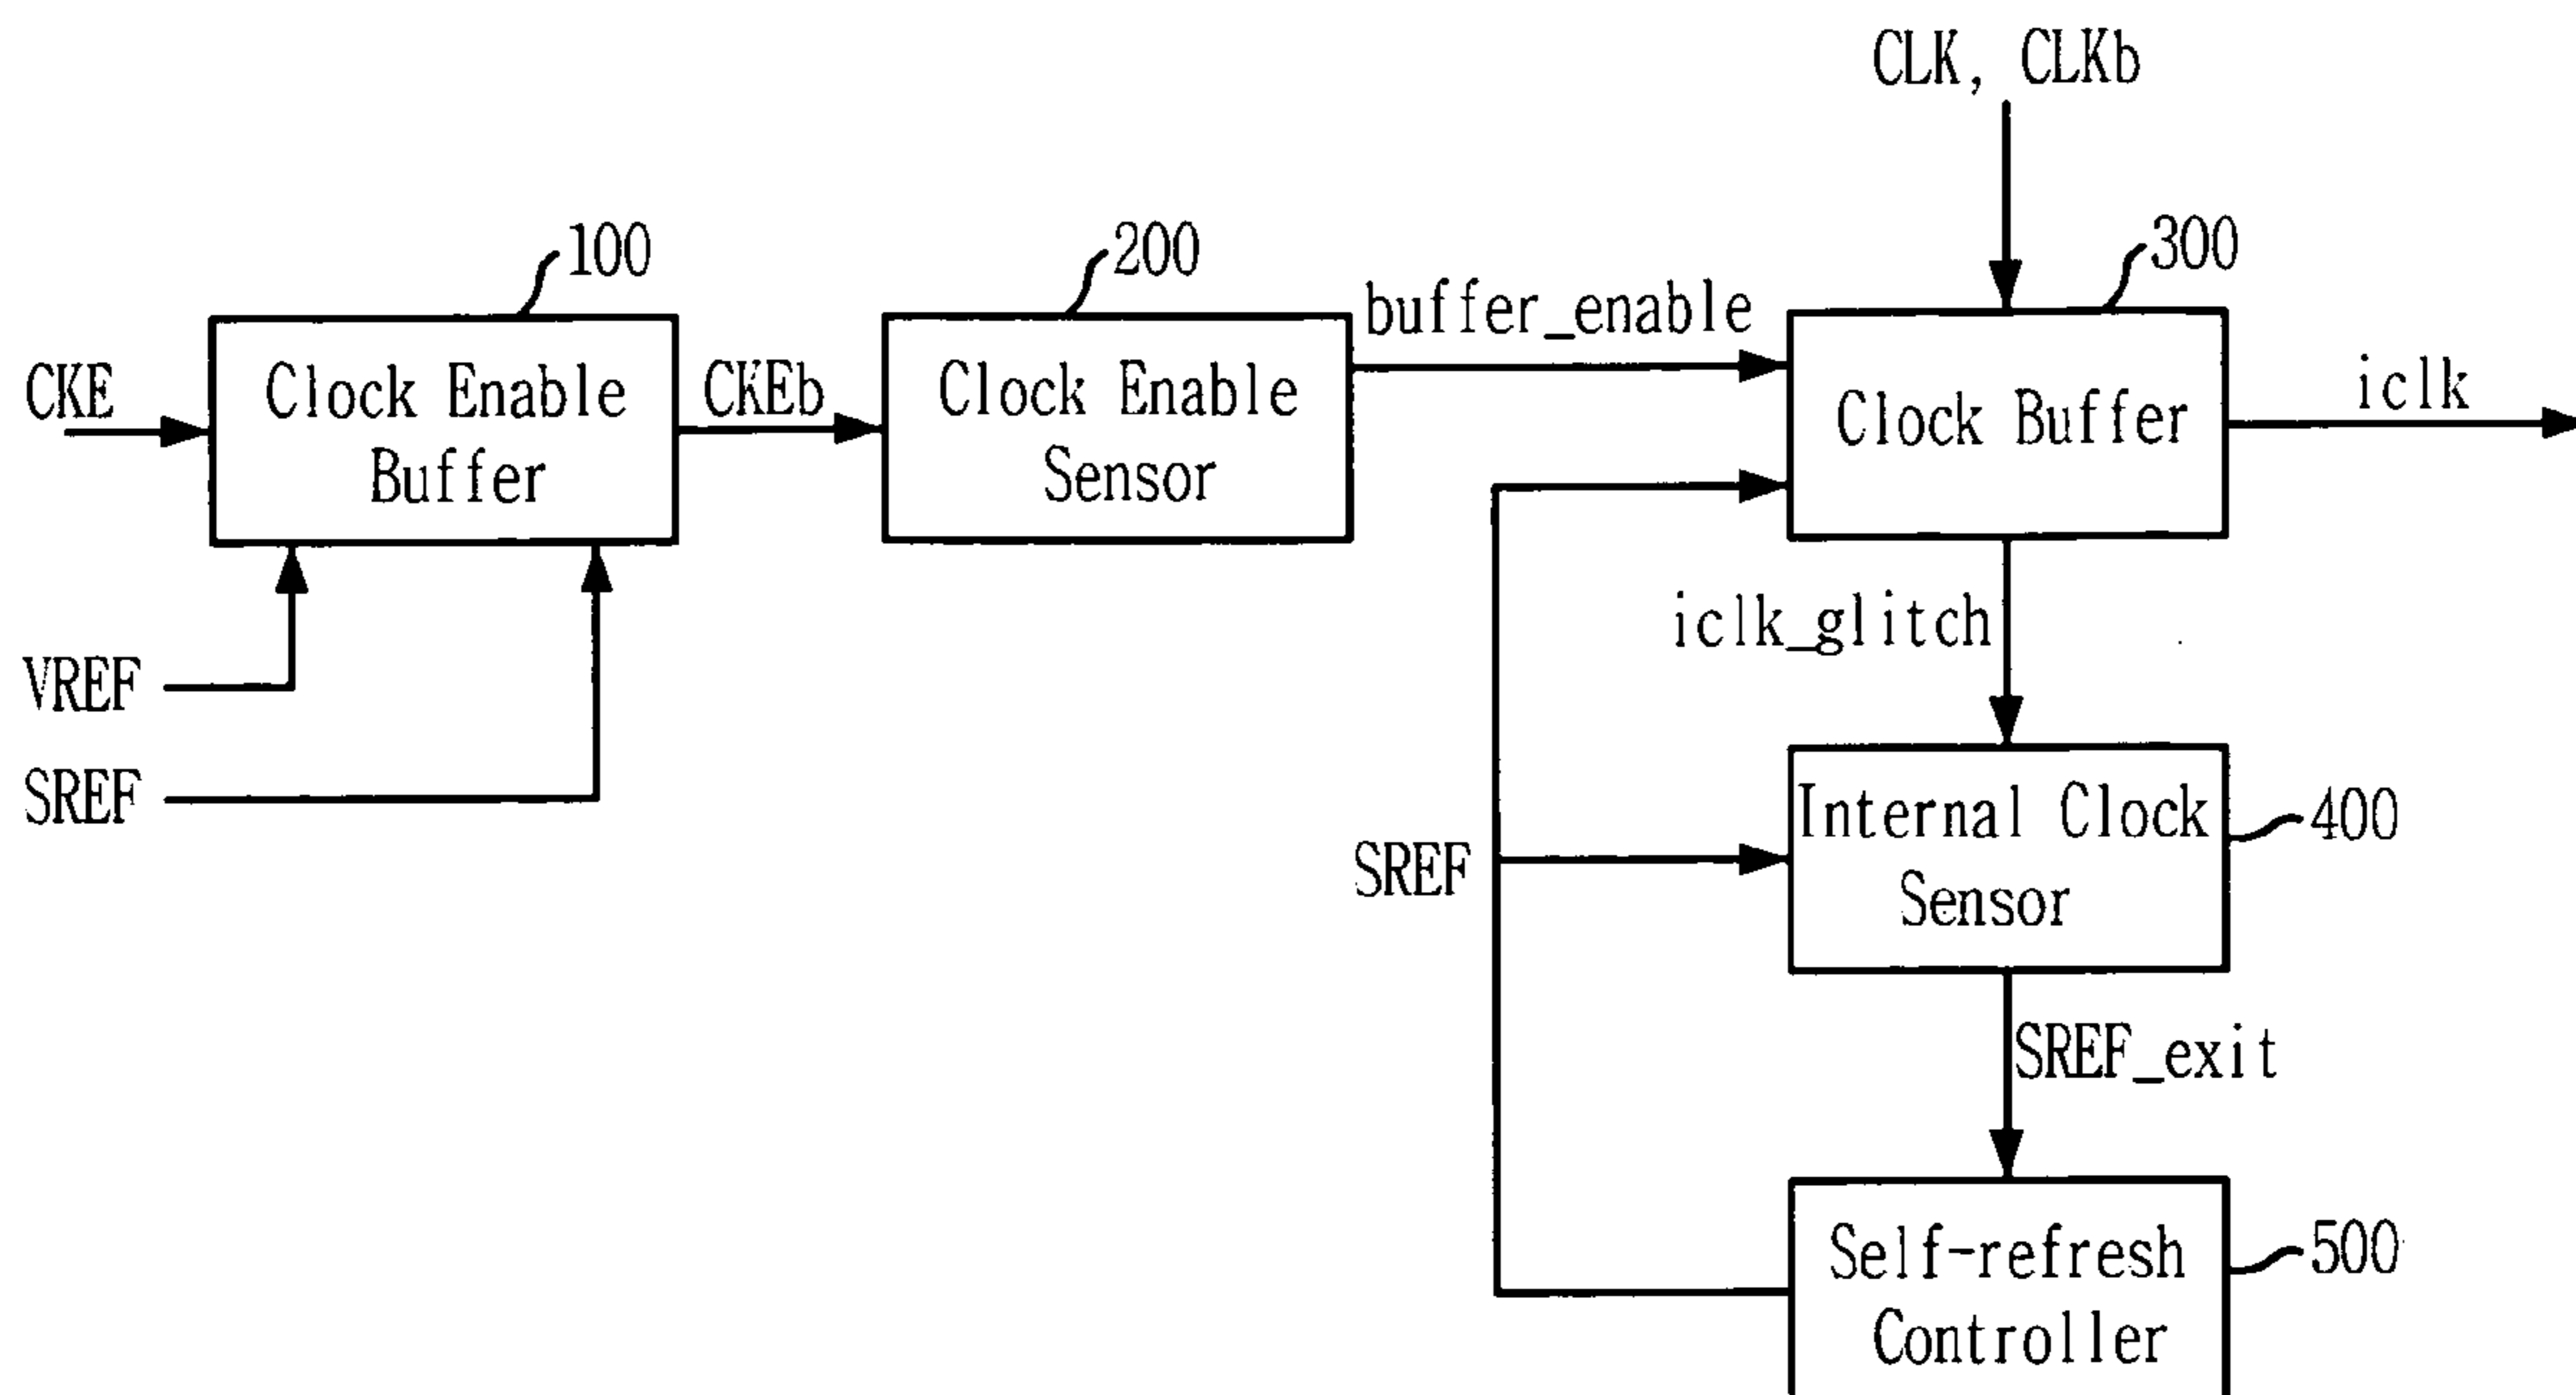 CLK, CLKb
100
200
300
CKE
Clock Enable
Buffer
CKEb
Clock Enable
Sensor
buffer_enable
Clock Buffer
iclk
VREF
SREF
iclk_glitch
SREF
Internal Clock
Sensor
400
SREF_exit
Self-refresh
Controller
500